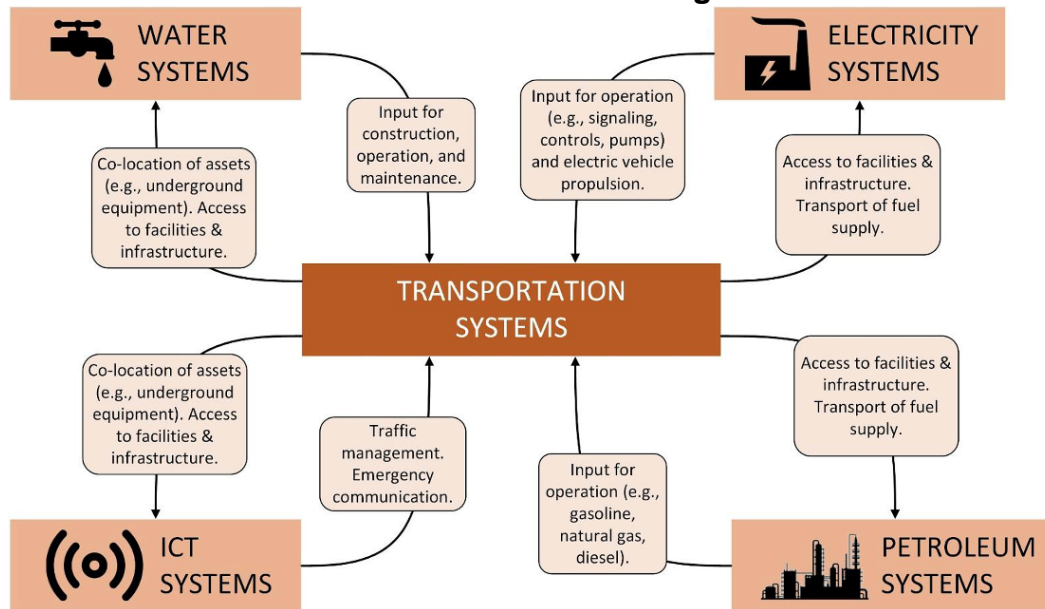 WATER
SYSTEMS
ELECTRICITY
SYSTEMS
Input for
construction,
operation, and
maintenance.
Input for operation
(e.g., signaling,
controls, pumps)
and electric vehicle
propulsion.
Co-location of assets
(e.g., underground
equipment). Access
to facilities &
infrastructure.
Access to facilities &
infrastructure.
Transport of fuel
supply.
TRANSPORTATION
SYSTEMS
Co-location of assets
(e.g., underground
equipment). Access
to facilities &
infrastructure.
Traffic
management.
Emergency
communication.
Input for
operation (e.g.,
gasoline,
natural gas,
diesel).
Access to facilities &
infrastructure.
Transport of fuel
supply.
ICT
SYSTEMS
PETROLEUM
SYSTEMS